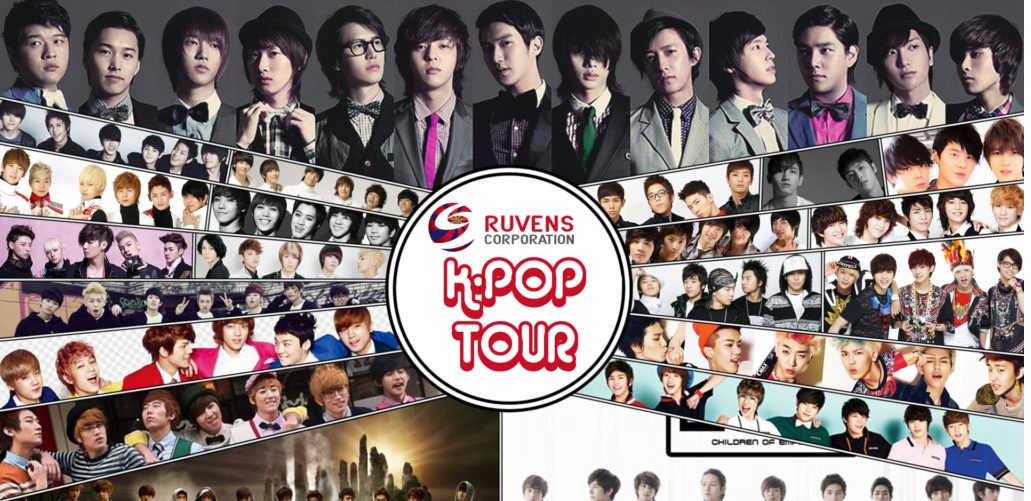 RUVENS
CORPORATION
K:POP
TOUR
CHILDREN OF